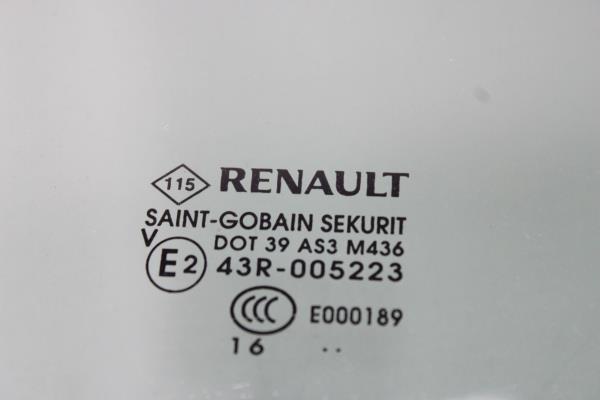 115 RENAULT
SAINT-GOBAIN SEKURIT
V DOT 39 AS3 M436
E2 43R-005223
CCC E000189
16 ..